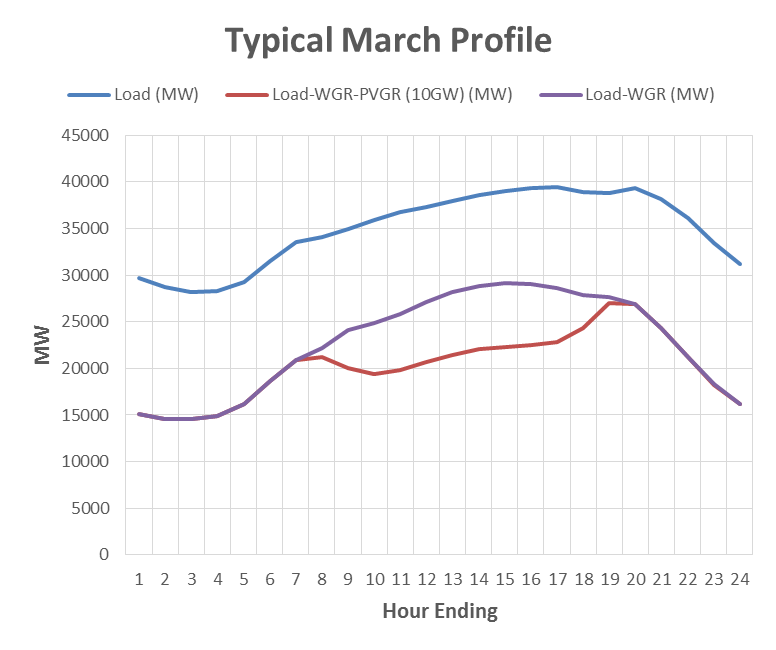 Typical March Profile
Load (MW) Load-WGR-PVGR (10GW) (MW) Load-WGR (MW)
45000
40000
35000
30000
25000
20000
15000
10000
5000
0
MW
1 2 3 4 5 6 7 8 9 10 11 12 13 14 15 16 17 18 19 20 21 22 23 24
Hour Ending